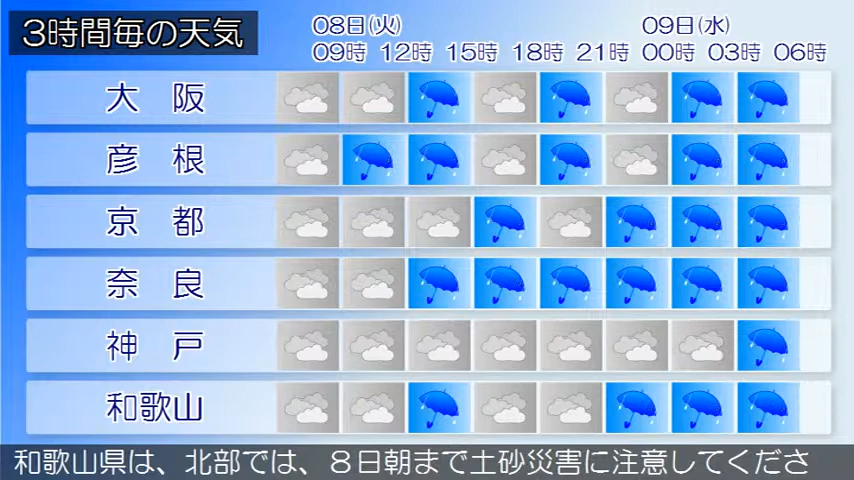 3時間毎の天気
08日(火) 09日(水)
09時 12時 15時 18時 21時 00時 03時 06時
大 阪
彦 根
京 都
奈 良
神 戸
和歌山
和歌山県は、北部では、８日朝まで土砂災害に注意してくださ